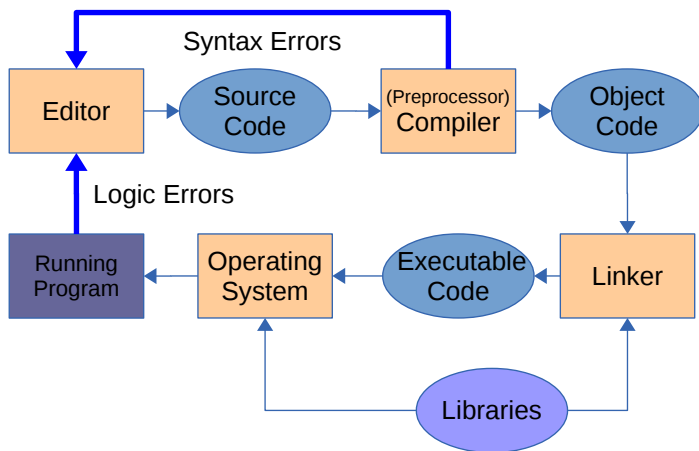 Syntax Errors
Editor
Source
Code
(Preprocessor)
Compiler
Object
Code
Logic Errors
Running
Program
Operating
System
Executable
Code
Linker
Libraries